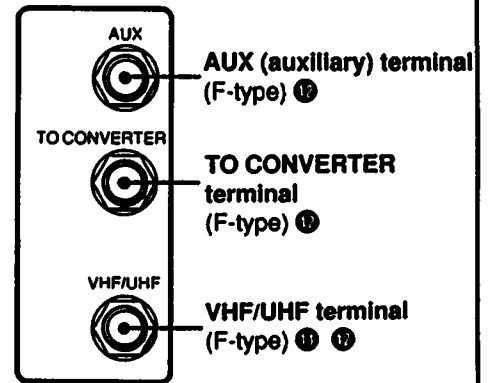 AUX
AUX (auxiliary) terminal
(F-type) ⓬
TO CONVERTER
TO CONVERTER
terminal
(F-type) ⓬
VHF/UHF
VHF/UHF terminal
(F-type) ⓫ ⓬